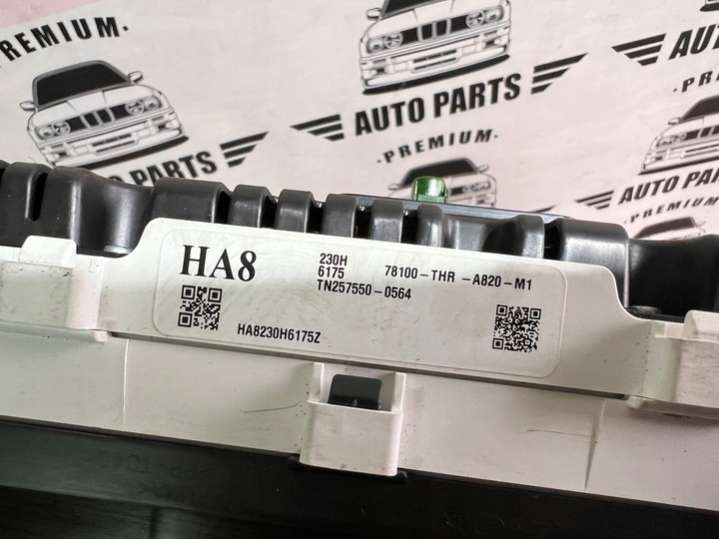 PREMIUM.
AUTO PARTS
AUTO PARTS
·PREMIUM·
AUTO PARTS
AUTO PARTS
PREMIUM
HA8
230H
6175
78100-THR -A820-M1
TN257550-0564
HA8230H6175Z